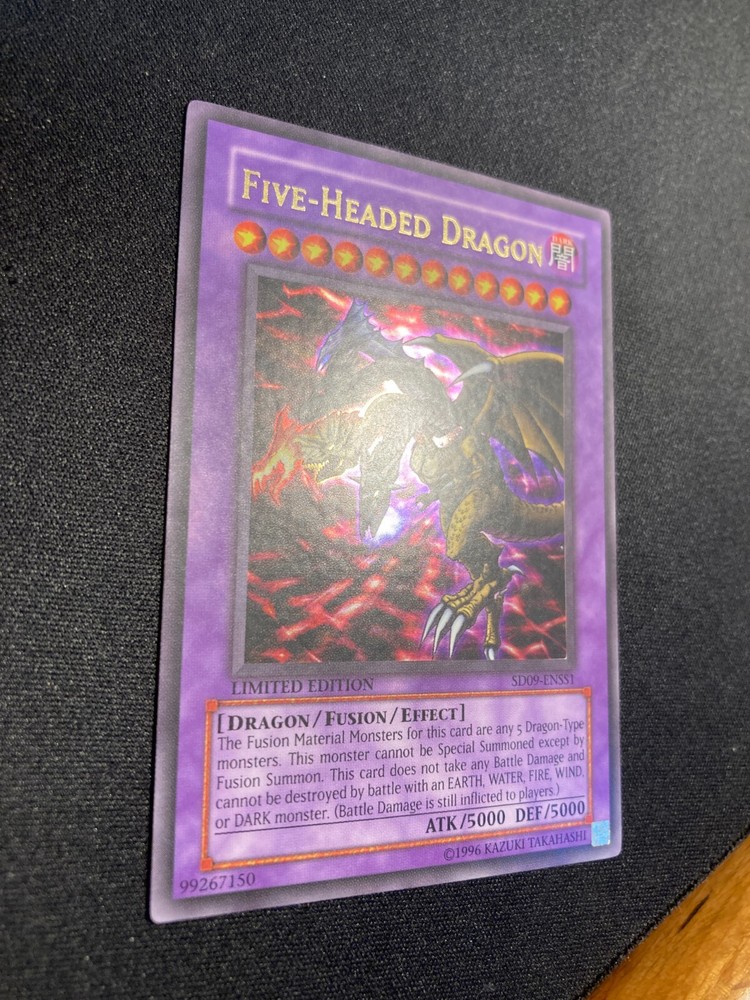 FIVE-HEADED DRAGON
DARK
闇
LIMITED EDITION
SD09-ENSS1
[DRAGON/FUSION/EFFECT]
The Fusion Material Monsters for this card are any 5 Dragon-Type
monsters. This monster cannot be Special Summoned except by
Fusion Summon. This card does not take any Battle Damage and
cannot be destroyed by battle with an EARTH, WATER, FIRE, WIND,
or DARK monster. (Battle Damage is still inflicted to players.)
ATK/5000 DEF/5000
99267150
©1996 KAZUKI TAKAHASHI